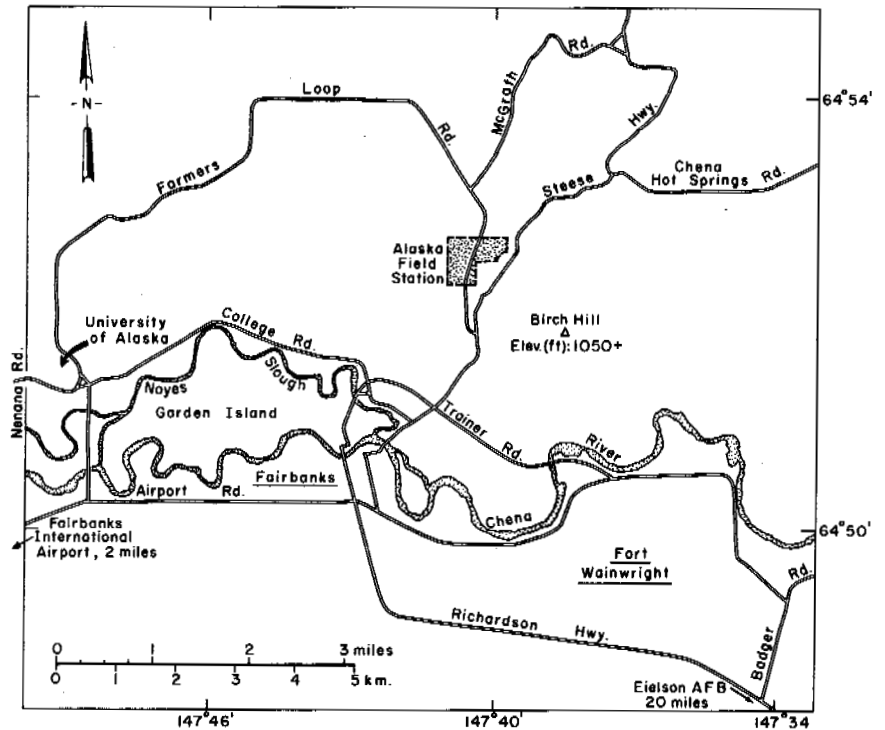 McGrath Rd.
Loop Rd.
- N -
64° 54'
Steese Hwy.
Chena
Hot Springs Rd.
Farmers
Alaska
Field
Station
University
of Alaska
College Rd.
Birch Hill
Elev.(ft):1050+
Nenana Rd.
Noyes Slough
Garden Island
Trainer Rd.
River
Fairbanks
Airport Rd.
Chena
64° 50'
Fairbanks
International
Airport, 2 miles
Fort
Wainwright
Badger Rd.
Richardson Hwy.
0 1 2 3 miles
0 1 2 3 4 5 km.
Eielson AFB
20 miles
147° 46'
147° 40'
147° 34